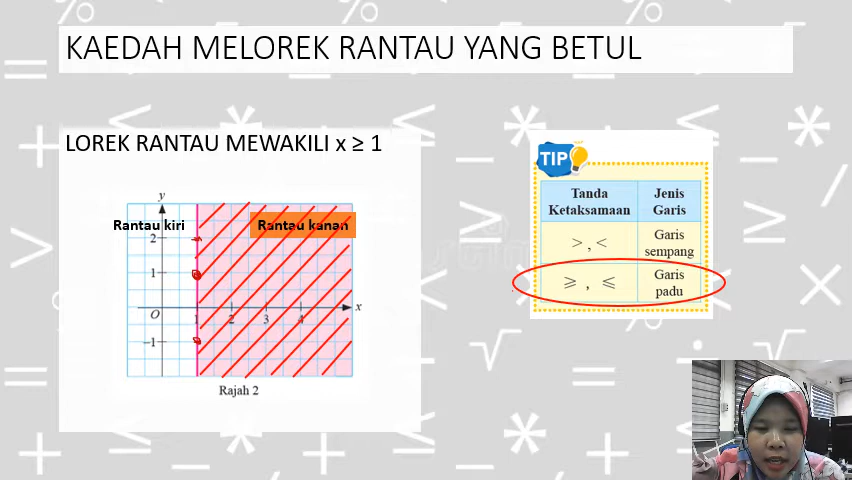 KAEDAH MELOREK RANTAU YANG BETUL
LOREK RANTAU MEWAKILI x ≥ 1
y
Rantau kiri
Rantau kanan
2
1
O
1
2
3
4
x
−1
Rajah 2
TIP
Tanda
Ketaksamaan
Jenis
Garis
> , <
Garis
sempang
⩾ , ⩽
Garis
padu